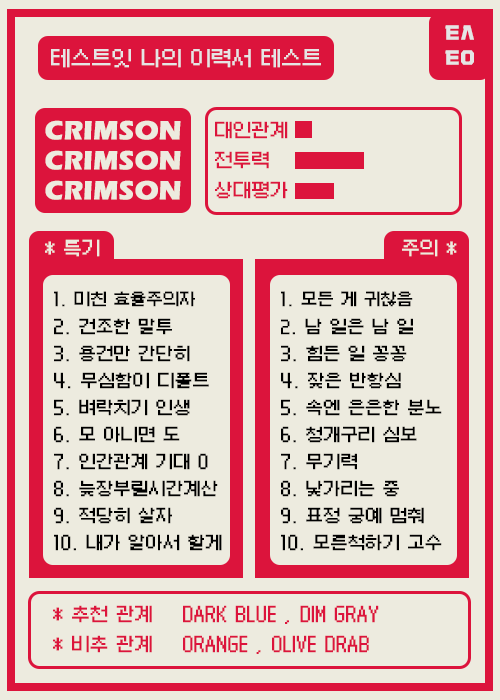 테스트잇 나의 이력서 테스트
ET
EO
CRIMSON
CRIMSON
CRIMSON
대인관계
전투력
상대평가
* 특기
1. 미친 효율주의자
2. 건조한 말투
3. 용건만 간단히
4. 무심함이 디폴트
5. 벼락치기 인생
6. 모 아니면 도
7. 인간관계 기대 0
8. 늦장부릴시간계산
9. 적당히 살자
10. 내가 알아서 할게
주의 *
1. 모든 게 귀찮음
2. 남 일은 남 일
3. 힘든 일 꽁꽁
4. 잦은 반항심
5. 속엔 은은한 분노
6. 청개구리 심보
7. 무기력
8. 낯가리는 중
9. 표정 궁예 멈춰
10. 모른척하기 고수
* 추천 관계 DARK BLUE , DIM GRAY
* 비추 관계 ORANGE , OLIVE DRAB